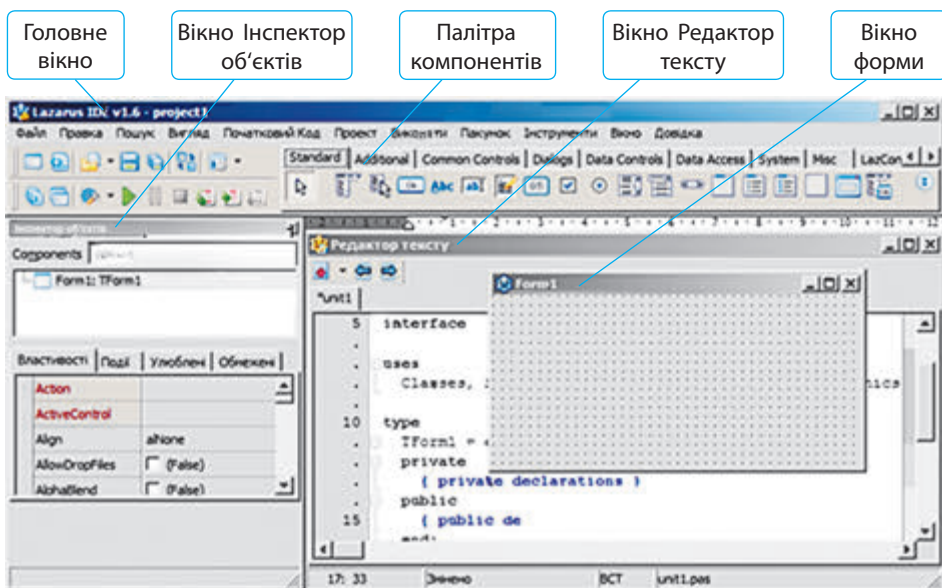 Головне
вікно
Вікно Інспектор
об‘єктів
Палітра
компонентів
Вікно Редактор
тексту
Вікно
форми
Lazarus IDE v1.6 - project1
Файл Правка Пошук Вигляд Початковий Код Проект Виконати Пакунок Інструменти Вікно Довідка
Standard Additional Common Controls Dialogs Data Controls Data Access System Misc LazCon
Abc
Components
Form1: TForm1
Властивості Події Улюблені Обмежені
Action
ActiveControl
Align alNone
AllowDropFiles (False)
AlphaBlend (False)
Редактор тексту
*unit1
Form1
5 interface
uses
Classes,
10 type
TForm1 =
private
{ private declarations }
public
15 { public de
end;
17: 33 Змінено ВСТ unit1.pas